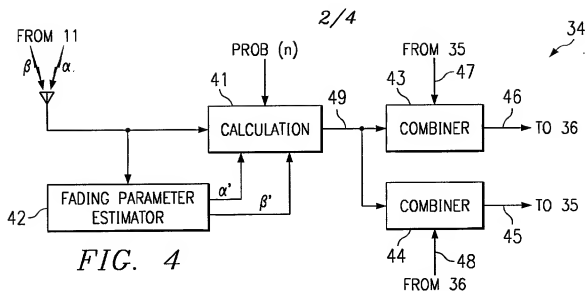 2/4
FROM 11
β α
PROB (n)
FROM 35
34
41
47
43
46
CALCULATION
49
COMBINER
TO 36
FADING PARAMETER
ESTIMATOR
42
α'
β'
COMBINER
TO 35
44
45
48
FROM 36
FIG. 4